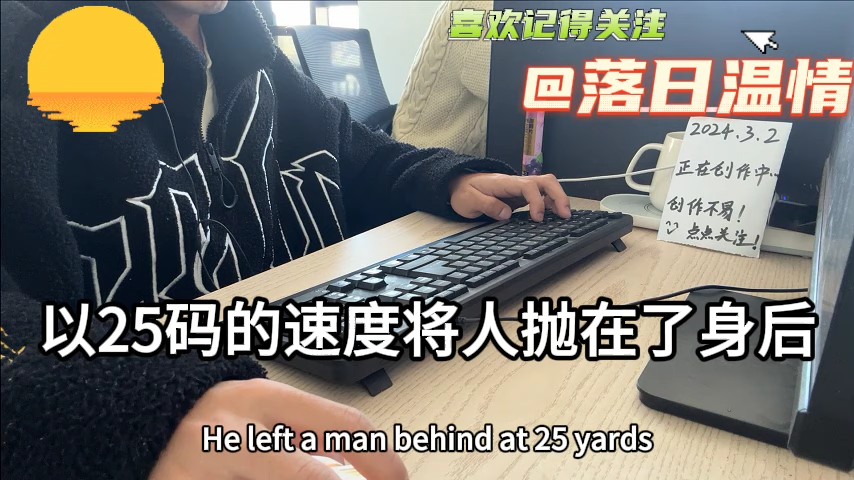 喜欢记得关注
@落日温情
2024.3.2
正在创作中...
创作不易!
点点关注!
以25码的速度将人抛在了身后
He left a man behind at 25 yards